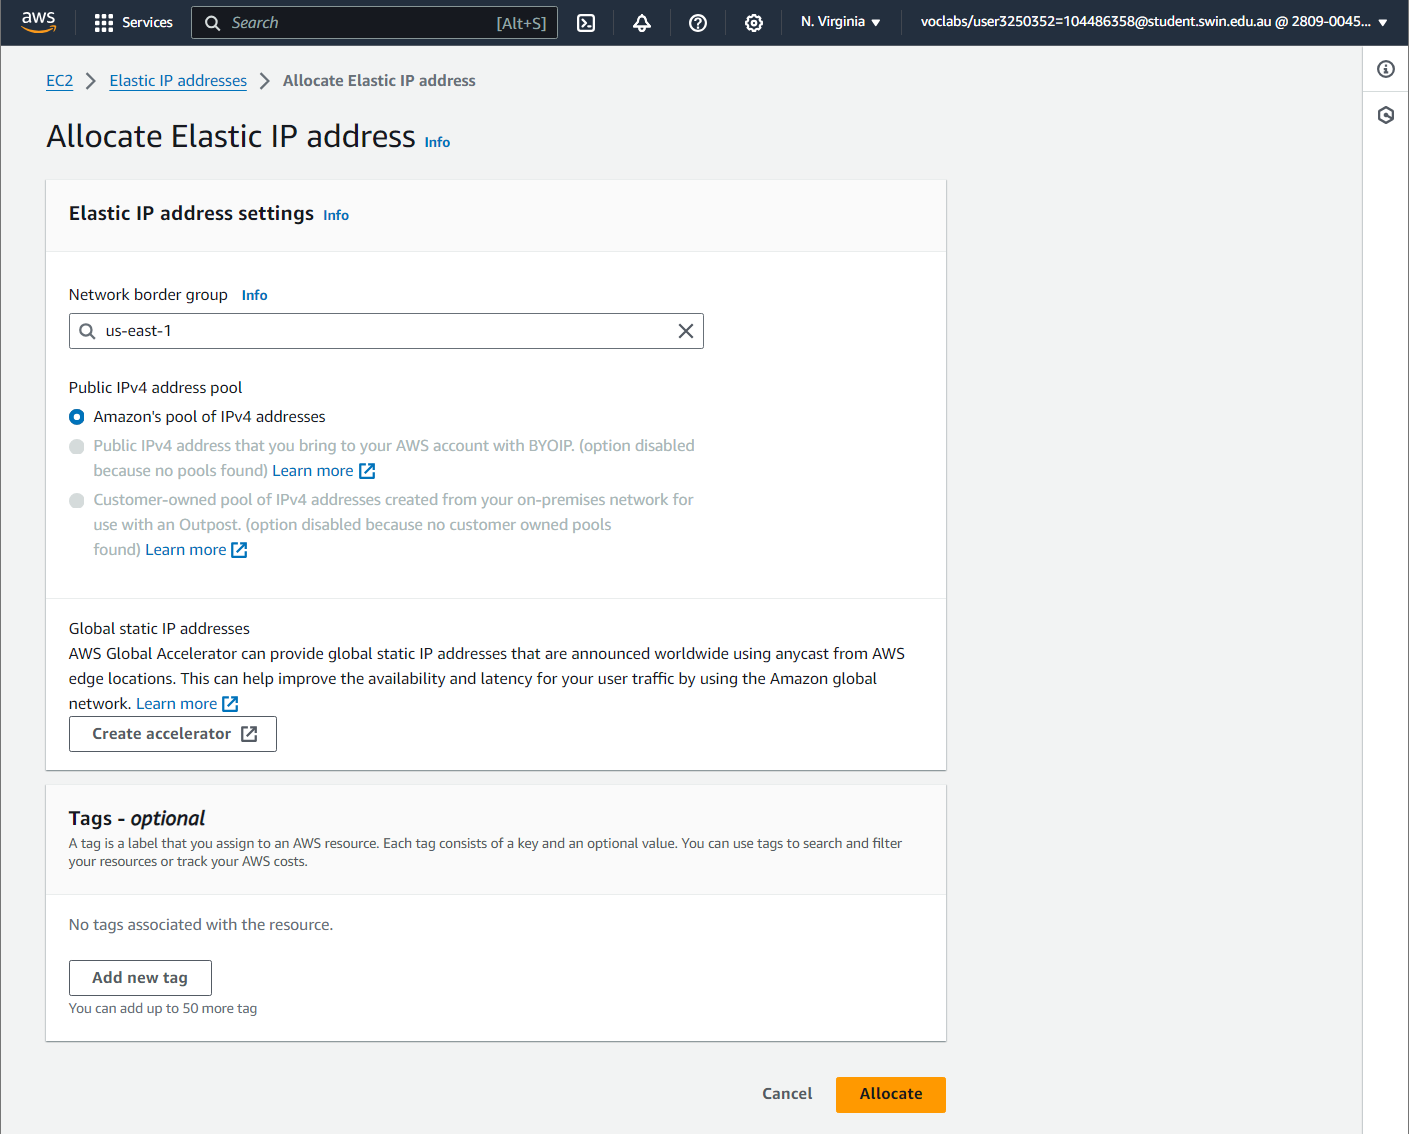 aws
Services
Search
[Alt+S]
N. Virginia
voclabs/user3250352=104486358@student.swin.edu.au @ 2809-0045...
EC2
Elastic IP addresses
Allocate Elastic IP address
Allocate Elastic IP address Info
Elastic IP address settings Info
Network border group Info
us-east-1
Public IPv4 address pool
Amazon's pool of IPv4 addresses
Public IPv4 address that you bring to your AWS account with BYOIP. (option disabled
because no pools found) Learn more
Customer-owned pool of IPv4 addresses created from your on-premises network for
use with an Outpost. (option disabled because no customer owned pools
found) Learn more
Global static IP addresses
AWS Global Accelerator can provide global static IP addresses that are announced worldwide using anycast from AWS
edge locations. This can help improve the availability and latency for your user traffic by using the Amazon global
network. Learn more
Create accelerator
Tags - optional
A tag is a label that you assign to an AWS resource. Each tag consists of a key and an optional value. You can use tags to search and filter
your resources or track your AWS costs.
No tags associated with the resource.
Add new tag
You can add up to 50 more tag
Cancel
Allocate